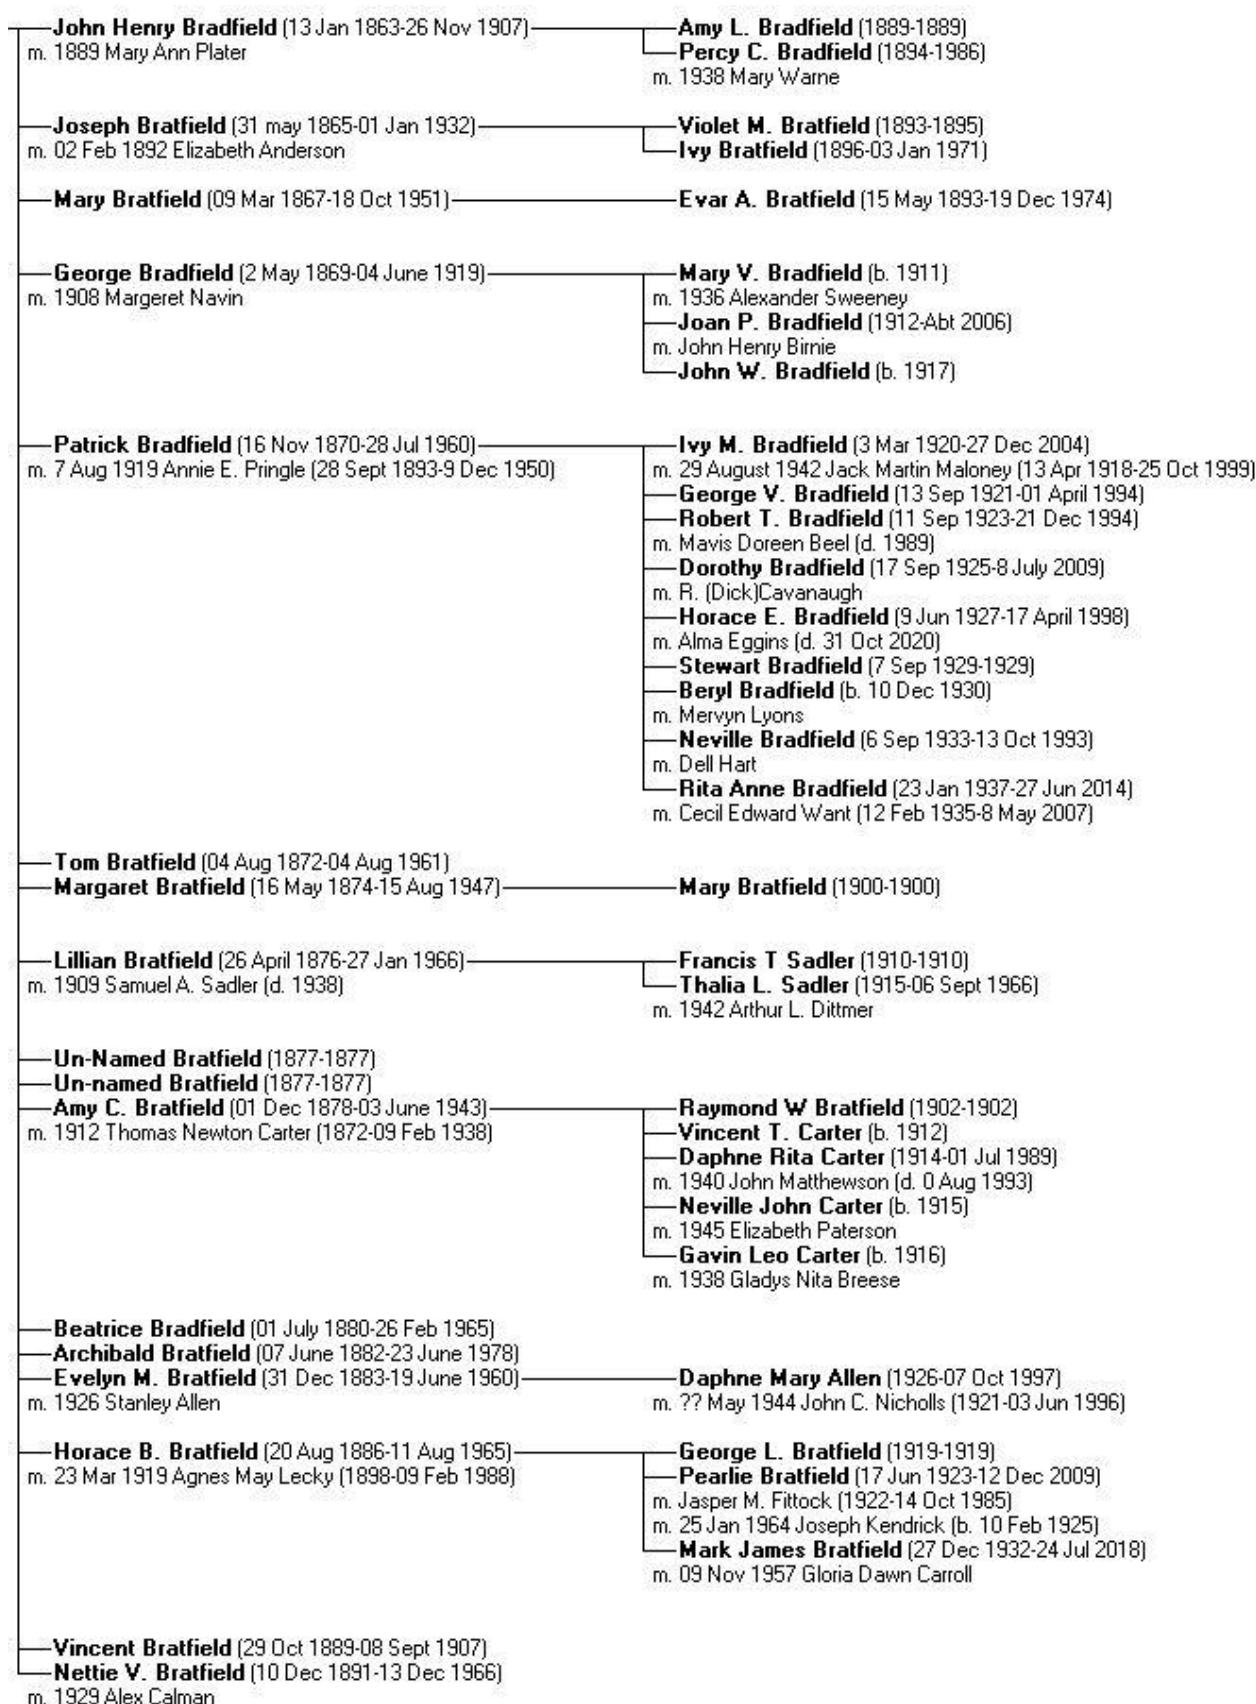 John Henry Bradfield (13 Jan 1863-26 Nov 1907)
m. 1889 Mary Ann Plater
Amy L. Bradfield (1889-1889)
Percy C. Bradfield (1894-1986)
m. 1938 Mary Warne
Joseph Bratfield (31 may 1865-01 Jan 1932)
m. 02 Feb 1892 Elizabeth Anderson
Violet M. Bratfield (1893-1895)
Ivy Bratfield (1896-03 Jan 1971)
Mary Bratfield (09 Mar 1867-18 Oct 1951)
Evar A. Bratfield (15 May 1893-19 Dec 1974)
George Bradfield (2 May 1869-04 June 1919)
m. 1908 Margeret Navin
Mary V. Bradfield (b. 1911)
m. 1936 Alexander Sweeney
Joan P. Bradfield (1912-Abt 2006)
m. John Henry Birnie
John W. Bradfield (b. 1917)
Patrick Bradfield (16 Nov 1870-28 Jul 1960)
m. 7 Aug 1919 Annie E. Pringle (28 Sept 1893-9 Dec 1950)
Ivy M. Bradfield (3 Mar 1920-27 Dec 2004)
m. 29 August 1942 Jack Martin Maloney (13 Apr 1918-25 Oct 1999)
George V. Bradfield (13 Sep 1921-01 April 1994)
Robert T. Bradfield (11 Sep 1923-21 Dec 1994)
m. Mavis Doreen Beel (d. 1989)
Dorothy Bradfield (17 Sep 1925-8 July 2009)
m. R. (Dick)Cavanaugh
Horace E. Bradfield (9 Jun 1927-17 April 1998)
m. Alma Eggins (d. 31 Oct 2020)
Stewart Bradfield (7 Sep 1929-1929)
Beryl Bradfield (b. 10 Dec 1930)
m. Mervyn Lyons
Neville Bradfield (6 Sep 1933-13 Oct 1993)
m. Dell Hart
Rita Anne Bradfield (23 Jan 1937-27 Jun 2014)
m. Cecil Edward Want (12 Feb 1935-8 May 2007)
Tom Bratfield (04 Aug 1872-04 Aug 1961)
Margaret Bratfield (16 May 1874-15 Aug 1947)
Mary Bratfield (1900-1900)
Lillian Bratfield (26 April 1876-27 Jan 1966)
m. 1909 Samuel A. Sadler (d. 1938)
Francis T Sadler (1910-1910)
Thalia L. Sadler (1915-06 Sept 1966)
m. 1942 Arthur L. Dittmer
Un-Named Bratfield (1877-1877)
Un-named Bratfield (1877-1877)
Amy C. Bratfield (01 Dec 1878-03 June 1943)
m. 1912 Thomas Newton Carter (1872-09 Feb 1938)
Raymond W Bratfield (1902-1902)
Vincent T. Carter (b. 1912)
Daphne Rita Carter (1914-01 Jul 1989)
m. 1940 John Matthewson (d. 0 Aug 1993)
Neville John Carter (b. 1915)
m. 1945 Elizabeth Paterson
Gavin Leo Carter (b. 1916)
m. 1938 Gladys Nita Breese
Beatrice Bradfield (01 July 1880-26 Feb 1965)
Archibald Bratfield (07 June 1882-23 June 1978)
Evelyn M. Bratfield (31 Dec 1883-19 June 1960)
m. 1926 Stanley Allen
Daphne Mary Allen (1926-07 Oct 1997)
m. ?? May 1944 John C. Nicholls (1921-03 Jun 1996)
Horace B. Bratfield (20 Aug 1886-11 Aug 1965)
m. 23 Mar 1919 Agnes May Lecky (1898-09 Feb 1988)
George L. Bratfield (1919-1919)
Pearlie Bratfield (17 Jun 1923-12 Dec 2009)
m. Jasper M. Fittock (1922-14 Oct 1985)
m. 25 Jan 1964 Joseph Kendrick (b. 10 Feb 1925)
Mark James Bratfield (27 Dec 1932-24 Jul 2018)
m. 09 Nov 1957 Gloria Dawn Carroll
Vincent Bratfield (29 Oct 1889-08 Sept 1907)
Nettie V. Bratfield (10 Dec 1891-13 Dec 1966)
m. 1929 Alex Calman